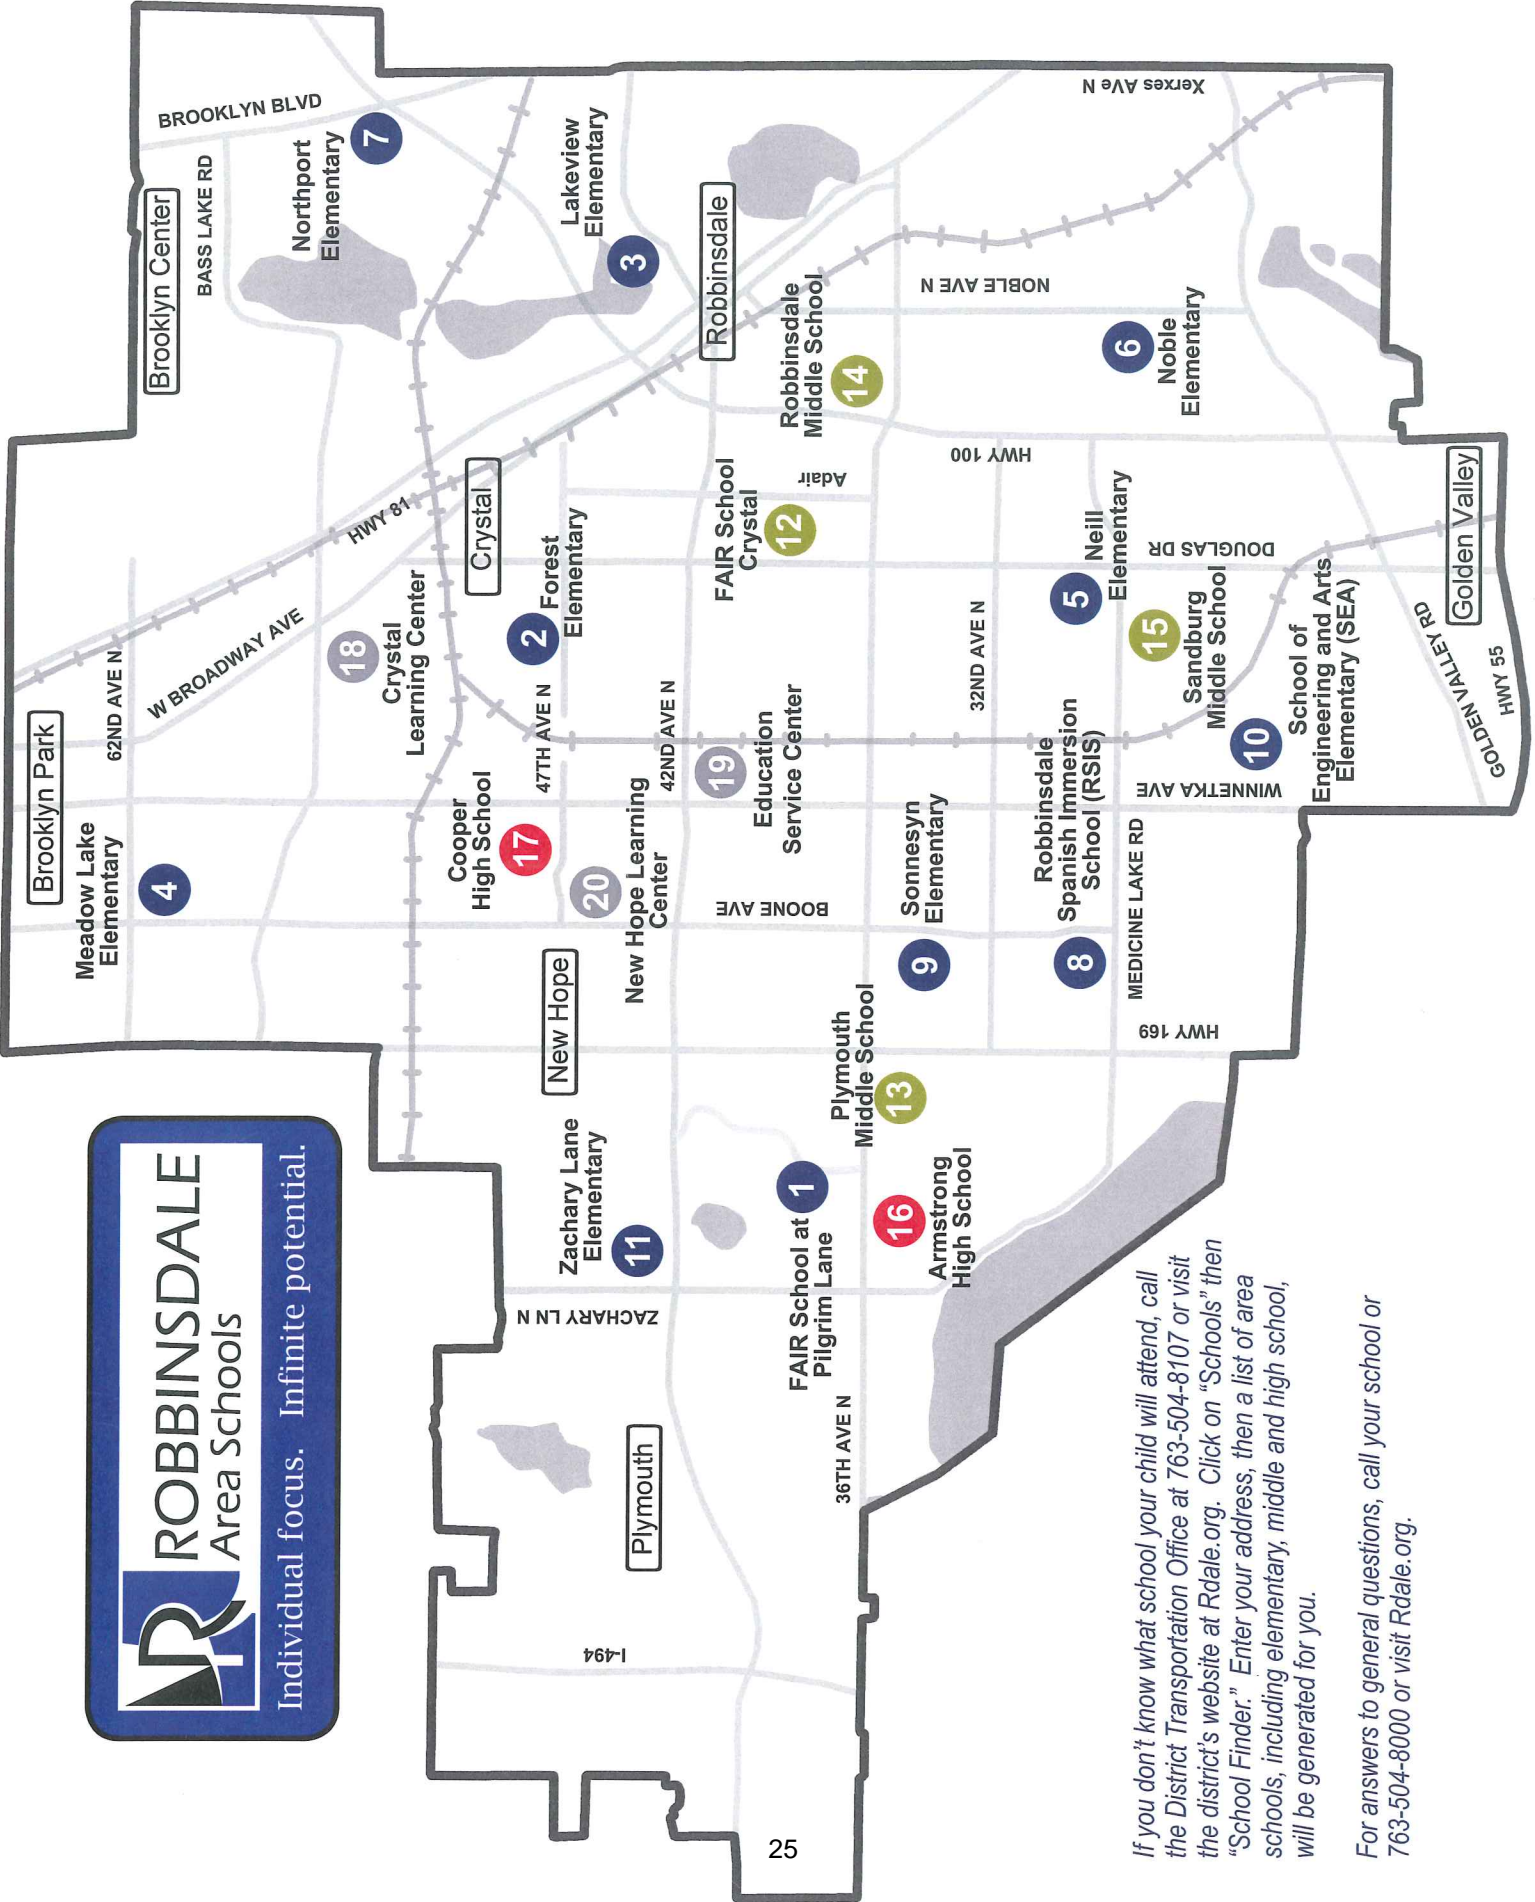 ROBBINSDALE
Area Schools
Individual focus. Infinite potential.
Brooklyn Park
Brooklyn Center
Crystal
New Hope
Robbinsdale
Plymouth
Golden Valley
Meadow Lake
Elementary
4
62ND AVE N
W BROADWAY AVE
HWY 81
BASS LAKE RD
BROOKLYN BLVD
Northport
Elementary
7
18
Crystal
Learning Center
Cooper
High School
17
47TH AVE N
2
Forest
Elementary
Lakeview
Elementary
3
Zachary Lane
Elementary
11
ZACHARY LN N
20
New Hope Learning
Center
42ND AVE N
19
Education
Service Center
BOONE AVE
FAIR School
Crystal
12
Adair
Robbinsdale
Middle School
14
I-494
FAIR School at
Pilgrim Lane
1
36TH AVE N
Plymouth
Middle School
13
16
Armstrong
High School
Sonnesyn
Elementary
9
32ND AVE N
HWY 100
NOBLE AVE N
Xerxes AVe N
Robbinsdale
Spanish Immersion
School (RSIS)
8
5
Neill
Elementary
6
Noble
Elementary
MEDICINE LAKE RD
HWY 169
WINNETKA AVE
DOUGLAS DR
15
Sandburg
Middle School
10
School of
Engineering and Arts
Elementary (SEA)
GOLDEN VALLEY RD
HWY 55
If you don't know what school your child will attend, call
the District Transportation Office at 763-504-8107 or visit
the district's website at Rdale.org. Click on "Schools" then
"School Finder." Enter your address, then a list of area
schools, including elementary, middle and high school,
will be generated for you.
For answers to general questions, call your school or
763-504-8000 or visit Rdale.org.
25